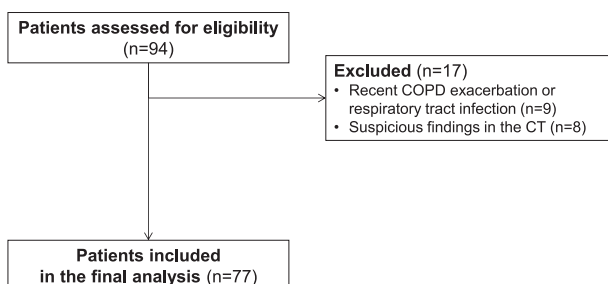 Patients assessed for eligibility
(n=94)
Excluded (n=17)
• Recent COPD exacerbation or
respiratory tract infection (n=9)
• Suspicious findings in the CT (n=8)
Patients included
in the final analysis (n=77)